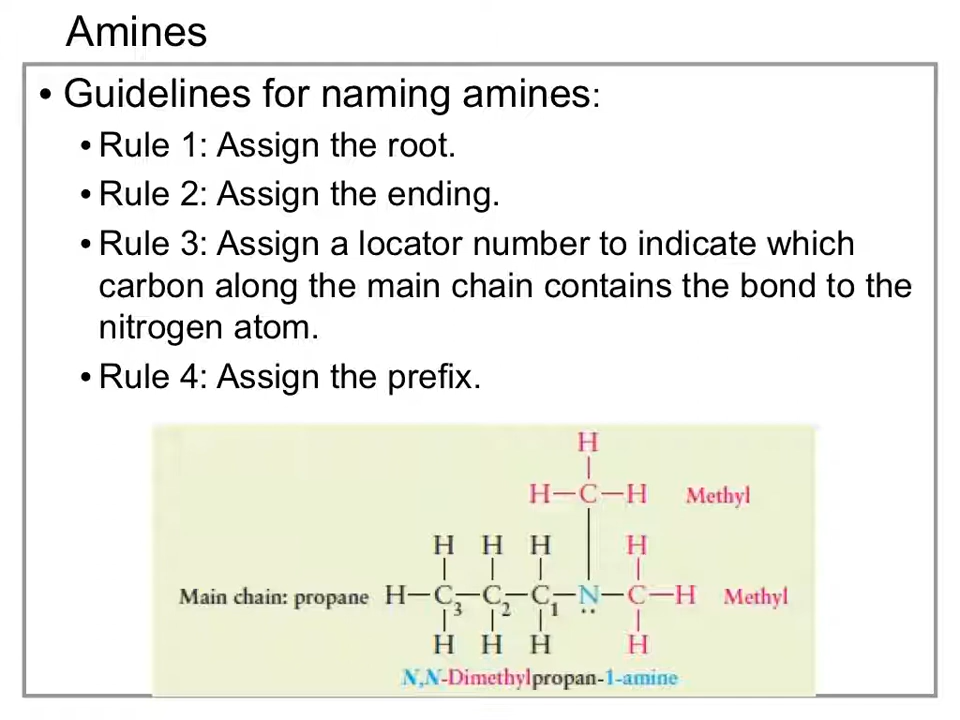 Amines
• Guidelines for naming amines:
• Rule 1: Assign the root.
• Rule 2: Assign the ending.
• Rule 3: Assign a locator number to indicate which
carbon along the main chain contains the bond to the
nitrogen atom.
• Rule 4: Assign the prefix.
H
H—C—H Methyl
H H H H
Main chain: propane H—C3—C2—C1—N—C—H Methyl
H H H H
N,N-Dimethylpropan-1-amine